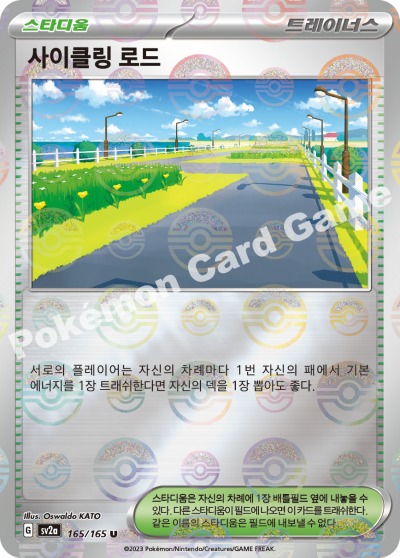 스타디움
트레이너스
사이클링 로드
Pokémon Card Game
서로의 플레이어는 자신의 차례마다 1번 자신의 패에서 기본
에너지를 1장 트래쉬한다면 자신의 덱을 1장 뽑아도 좋다.
Illus. Oswaldo KATO
G sv2a 165/165 U
스타디움은 자신의 차례에 1장 배틀필드 옆에 내놓을 수 있다.
다른 스타디움이 필드에 나오면 이 카드를 트래쉬한다.
같은 이름의 스타디움은 필드에 내보낼 수 없다.
©2023 Pokémon/Nintendo/Creatures/GAME FREAK.